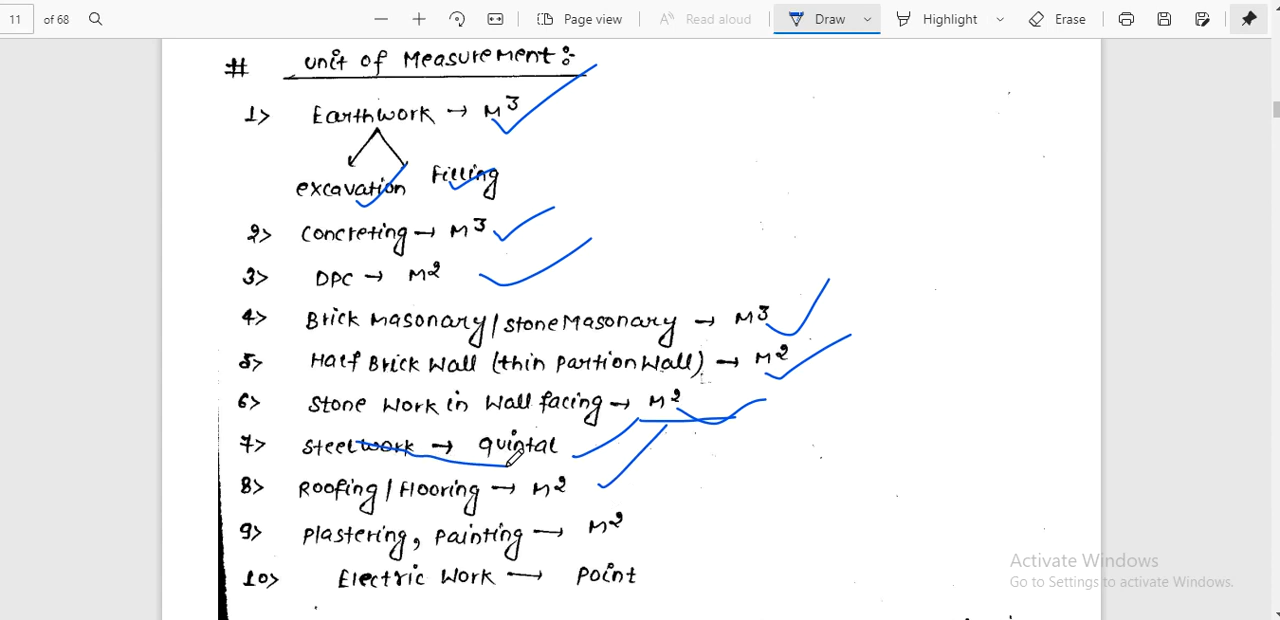 11 of 68 Page view Read aloud Draw Highlight Erase
# Unit of Measurement :-
1> Earthwork → M³
excavation Filling
2> Concreting → M³
3> DPC → M²
4> Brick Masonary/Stone Masonary → M³
5> Half Brick Wall (thin Partion Wall) → M²
6> Stone Work in Wall facing → M²
7> Steel work → quintal
8> Roofing/Flooring → M²
9> Plastering, Painting → M²
10> Electric Work → Point
Activate Windows
Go to Settings to activate Windows.